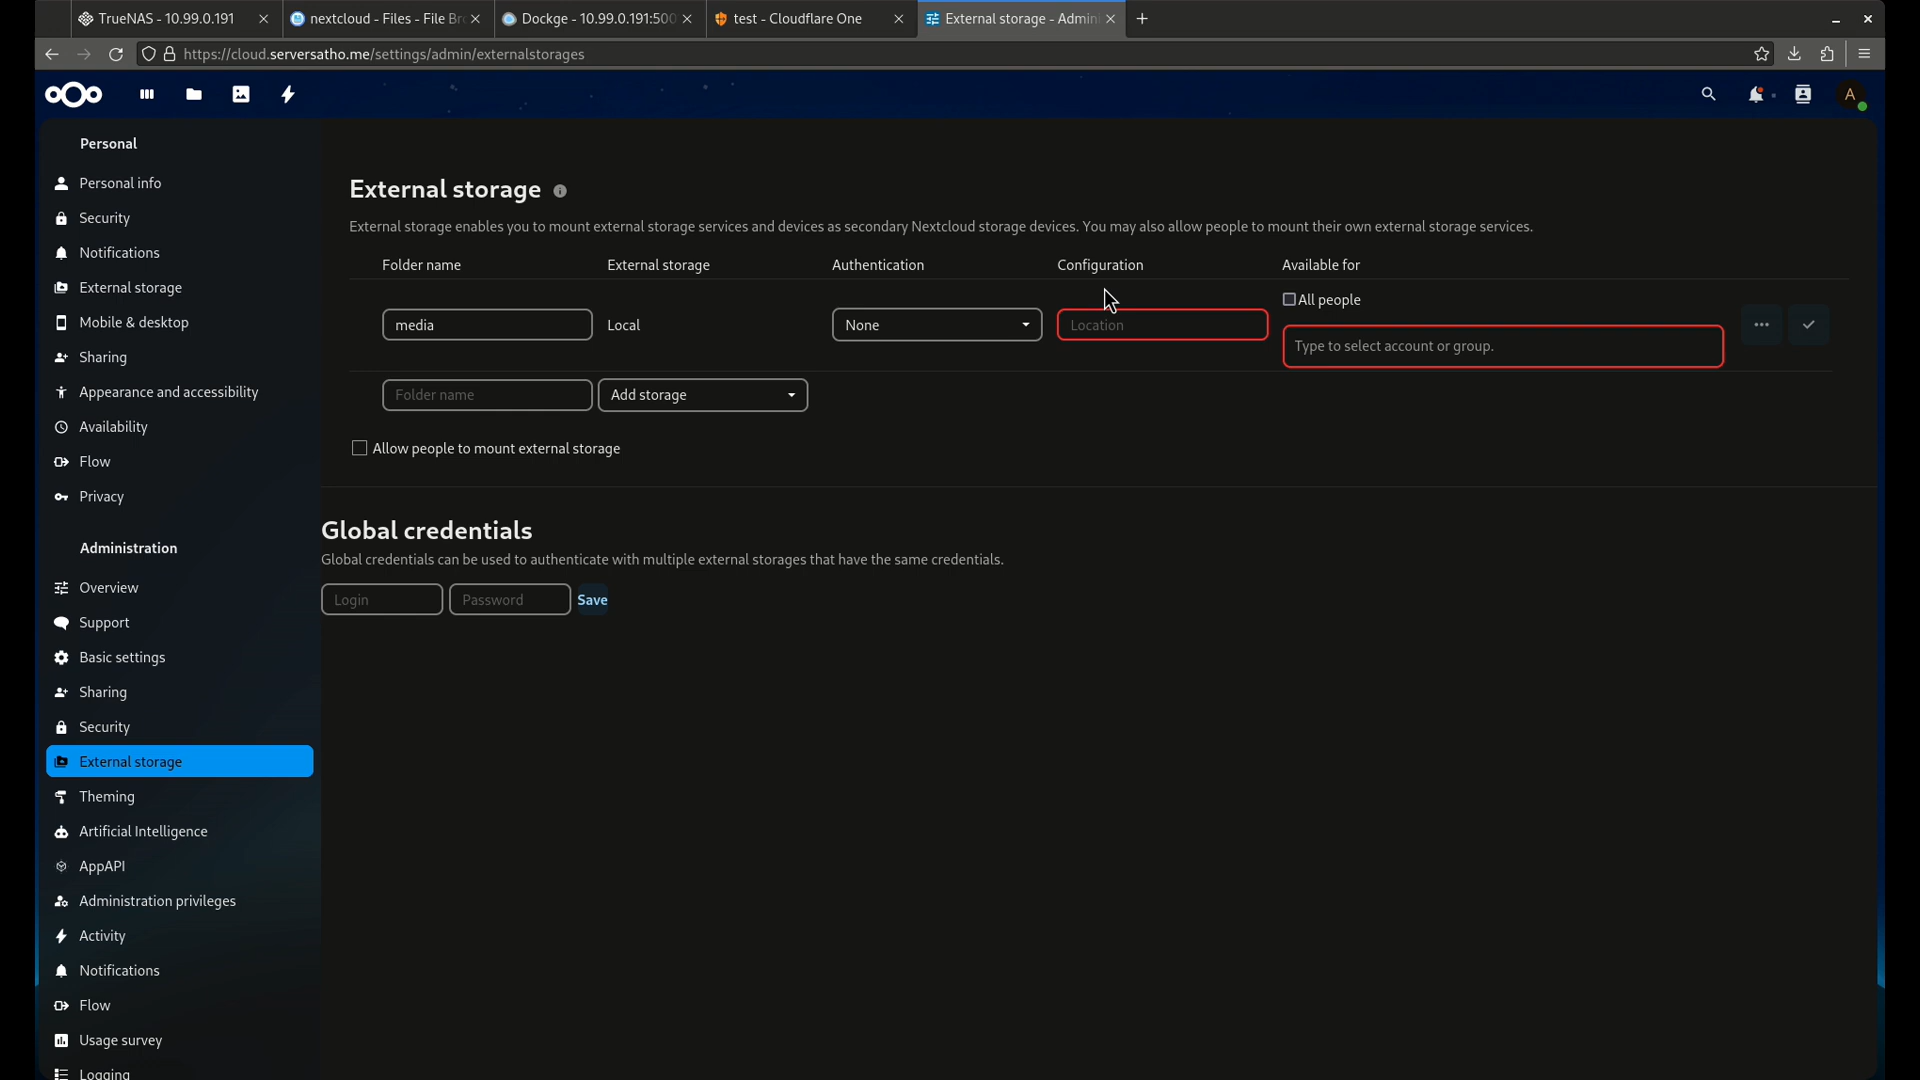 TrueNAS - 10.99.0.191
nextcloud - Files - File Br
Dockge - 10.99.0.191:500
test - Cloudflare One
External storage - Admin
https://cloud.serversatho.me/settings/admin/externalstorages
A
Personal
Personal info
Security
Notifications
External storage
Mobile & desktop
Sharing
Appearance and accessibility
Availability
Flow
Privacy
Administration
Overview
Support
Basic settings
Sharing
Security
External storage
Theming
Artificial Intelligence
AppAPI
Administration privileges
Activity
Notifications
Flow
Usage survey
Logging
External storage
External storage enables you to mount external storage services and devices as secondary Nextcloud storage devices. You may also allow people to mount their own external storage services.
Folder name External storage Authentication Configuration Available for
All people
media Local None Location
Type to select account or group.
Folder name Add storage
Allow people to mount external storage
Global credentials
Global credentials can be used to authenticate with multiple external storages that have the same credentials.
Login Password Save